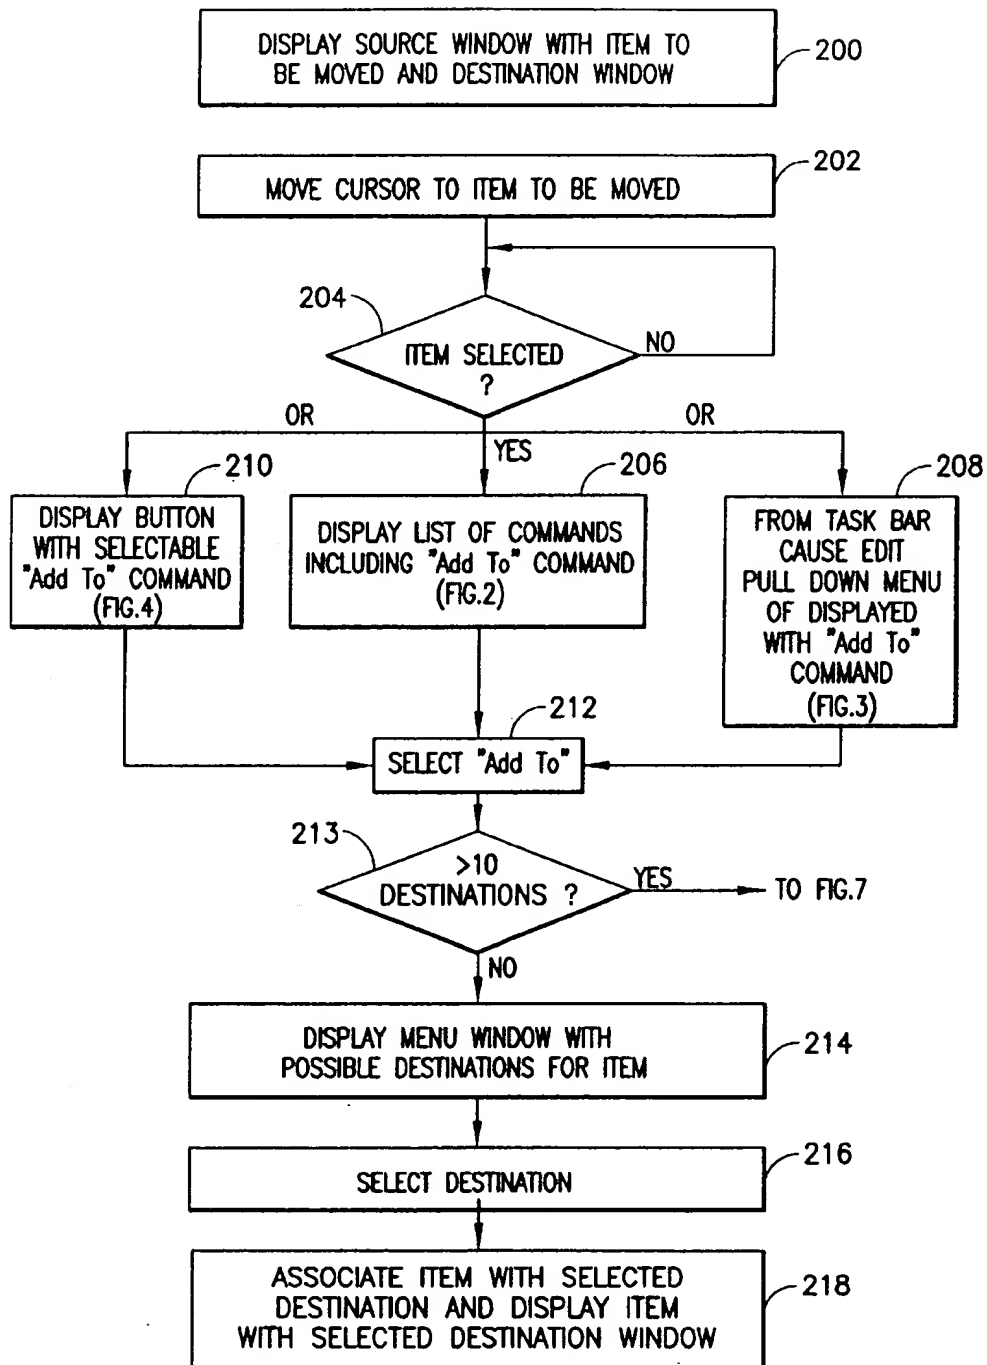 DISPLAY SOURCE WINDOW WITH ITEM TO
BE MOVED AND DESTINATION WINDOW
200
202
MOVE CURSOR TO ITEM TO BE MOVED
204
NO
ITEM SELECTED
?
OR
OR
YES
210
206
208
DISPLAY BUTTON
WITH SELECTABLE
"Add To" COMMAND
(FIG.4)
DISPLAY LIST OF COMMANDS
INCLUDING "Add To" COMMAND
(FIG.2)
FROM TASK BAR
CAUSE EDIT
PULL DOWN MENU
OF DISPLAYED
WITH "Add To"
COMMAND
(FIG.3)
212
SELECT "Add To"
213
>10
DESTINATIONS ?
YES
TO FIG.7
NO
DISPLAY MENU WINDOW WITH
POSSIBLE DESTINATIONS FOR ITEM
214
216
SELECT DESTINATION
ASSOCIATE ITEM WITH SELECTED
DESTINATION AND DISPLAY ITEM
WITH SELECTED DESTINATION WINDOW
218